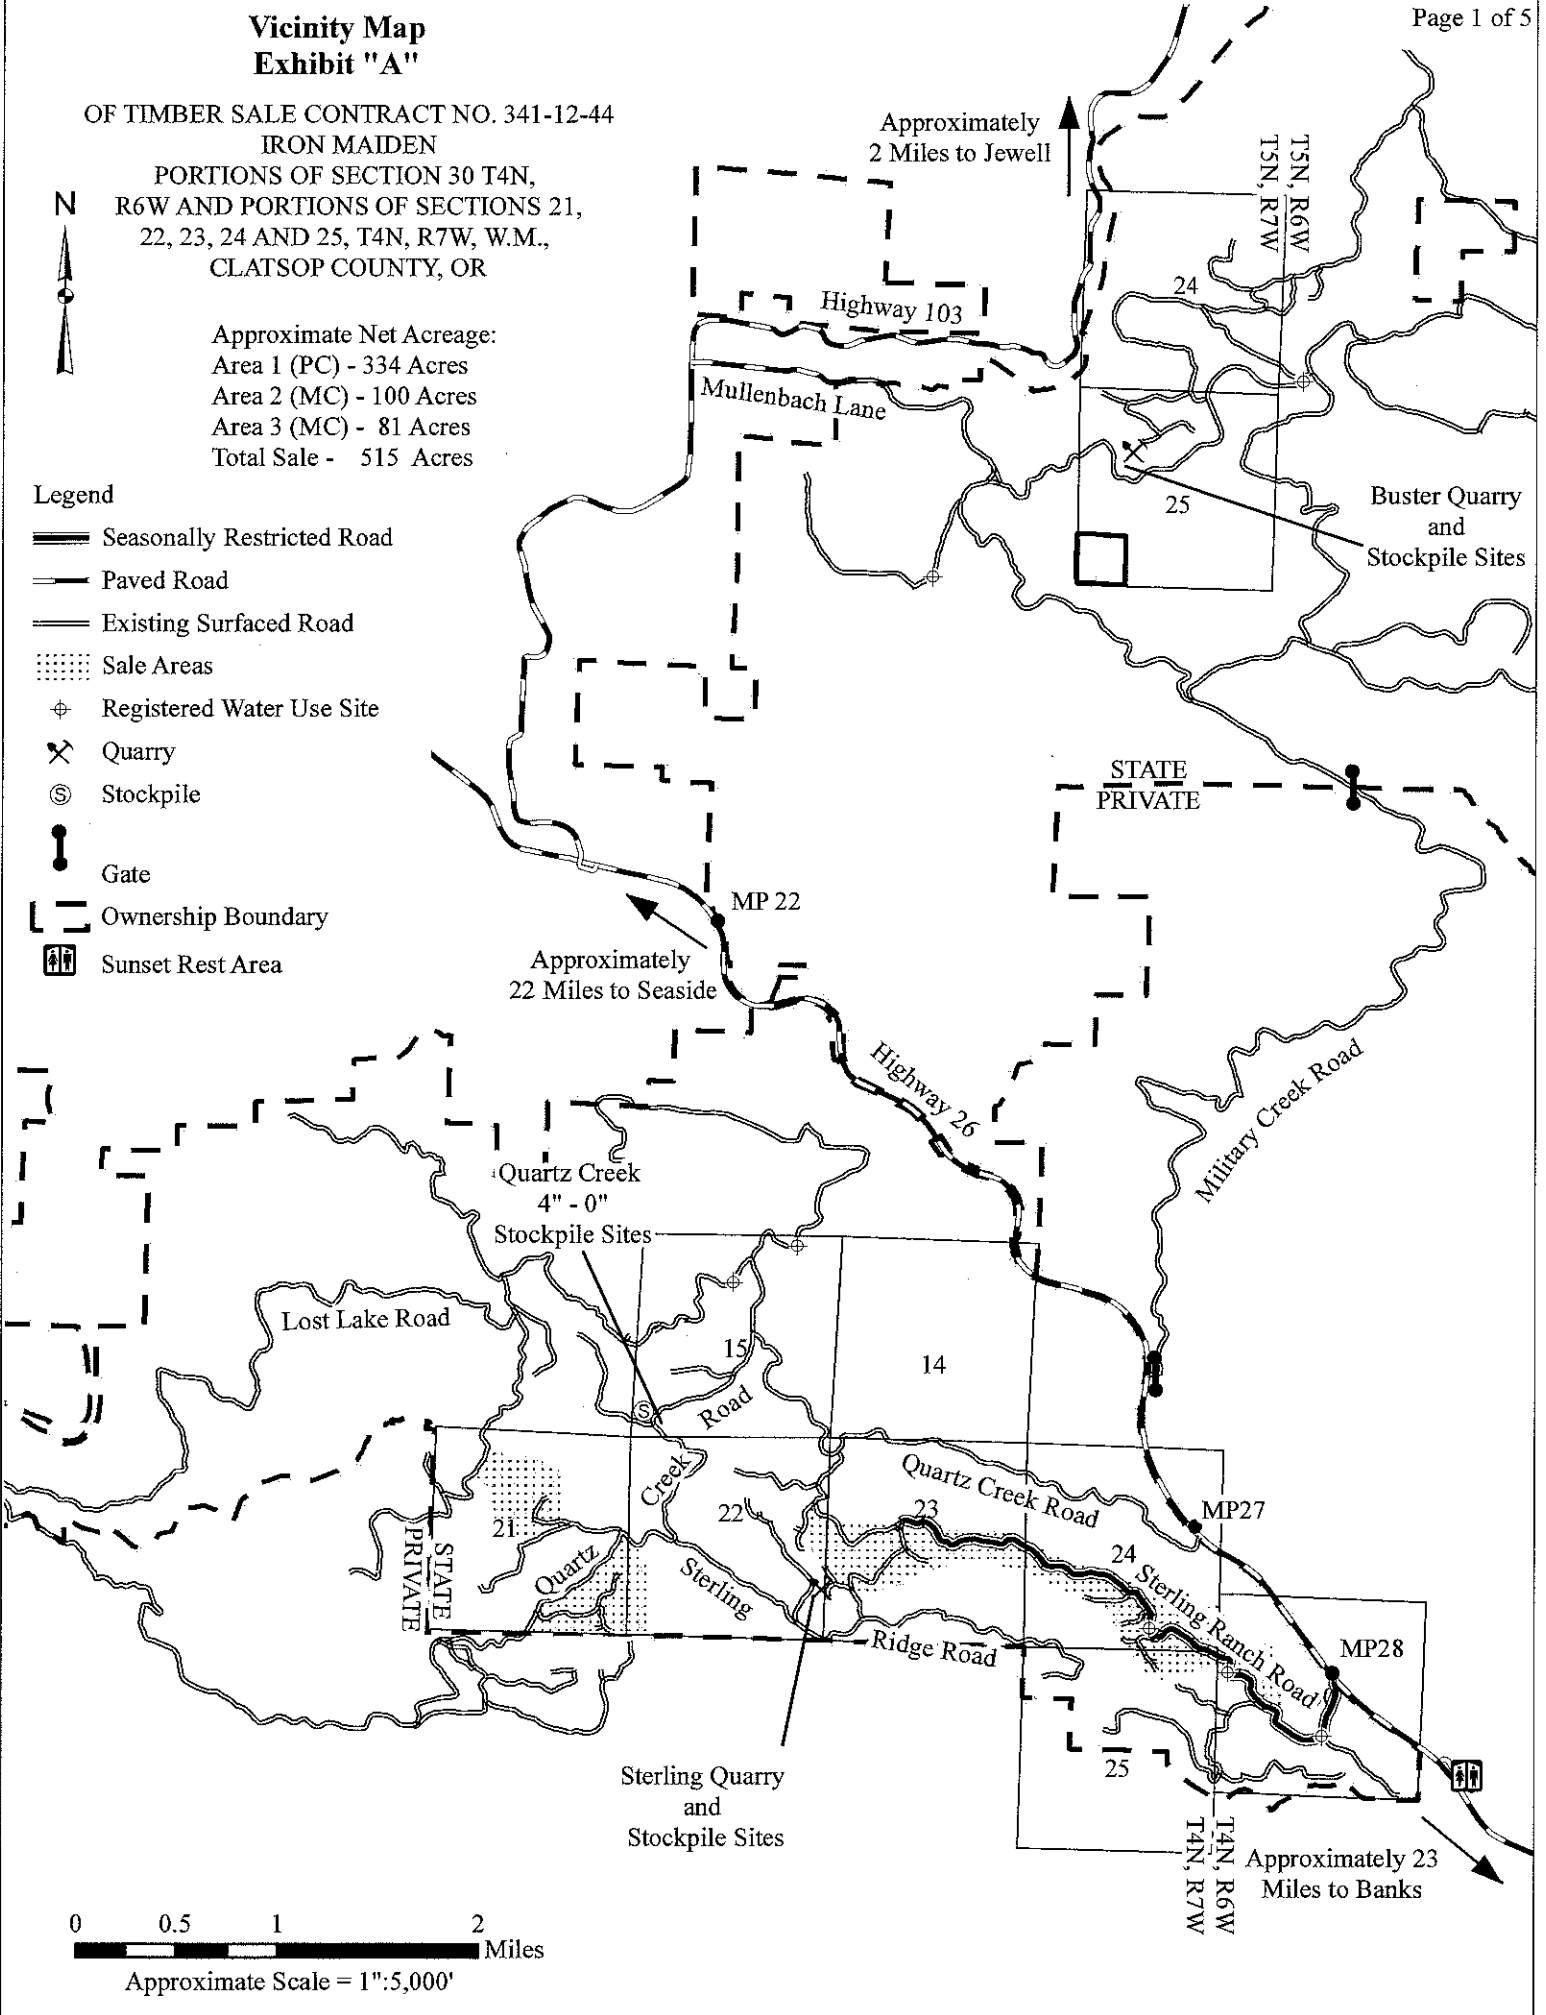 Page 1 of 5
Vicinity Map
Exhibit "A"
OF TIMBER SALE CONTRACT NO. 341-12-44
IRON MAIDEN
PORTIONS OF SECTION 30 T4N,
R6W AND PORTIONS OF SECTIONS 21,
22, 23, 24 AND 25, T4N, R7W, W.M.,
CLATSOP COUNTY, OR
N
Approximate Net Acreage:
Area 1 (PC) - 334 Acres
Area 2 (MC) - 100 Acres
Area 3 (MC) - 81 Acres
Total Sale - 515 Acres
Legend
Seasonally Restricted Road
Paved Road
Existing Surfaced Road
Sale Areas
Registered Water Use Site
Quarry
S
Stockpile
Gate
Ownership Boundary
Sunset Rest Area
Approximately
2 Miles to Jewell
T5N, R6W
T5N, R7W
24
Highway 103
Mullenbach Lane
25
Buster Quarry
and
Stockpile Sites
STATE
PRIVATE
MP 22
Approximately
22 Miles to Seaside
Highway 26
Military Creek Road
Quartz Creek
4" - 0"
Stockpile Sites
Lost Lake Road
15
14
S
Road
Creek
Quartz
Quartz Creek Road
MP27
21
22
23
24
STATE
PRIVATE
Sterling
Ridge Road
Sterling Ranch Road
MP28
25
Sterling Quarry
and
Stockpile Sites
T4N, R6W
T4N, R7W
Approximately 23
Miles to Banks
0 0.5 1 2
Miles
Approximate Scale = 1":5,000'